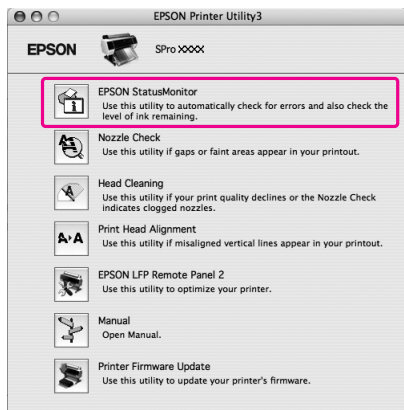 EPSON Printer Utility3
EPSON
SPro XXXX
EPSON StatusMonitor
Use this utility to automatically check for errors and also check the
level of ink remaining.
Nozzle Check
Use this utility if gaps or faint areas appear in your printout.
Head Cleaning
Use this utility if your print quality declines or the Nozzle Check
indicates clogged nozzles.
Print Head Alignment
Use this utility if misaligned vertical lines appear in your printout.
EPSON LFP Remote Panel 2
Use this utility to optimize your printer.
Manual
Open Manual.
Printer Firmware Update
Use this utility to update your printer's firmware.